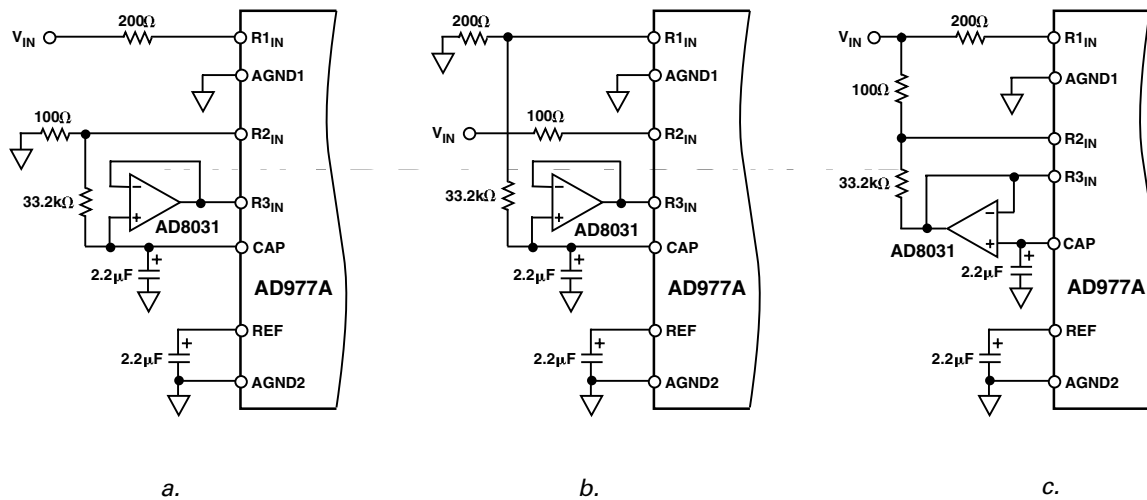 200Ω
V_IN
R1_IN
AGND1
100Ω
R2_IN
33.2kΩ
−
+
R3_IN
AD8031
CAP
+
2.2μF
AD977A
REF
+
2.2μF
AGND2
a.
200Ω
V_IN
R1_IN
AGND1
100Ω
R2_IN
33.2kΩ
−
+
R3_IN
AD8031
CAP
+
2.2μF
AD977A
REF
+
2.2μF
AGND2
b.
200Ω
V_IN
R1_IN
AGND1
100Ω
R2_IN
33.2kΩ
R3_IN
−
+
AD8031
CAP
+
2.2μF
AD977A
REF
+
2.2μF
AGND2
c.